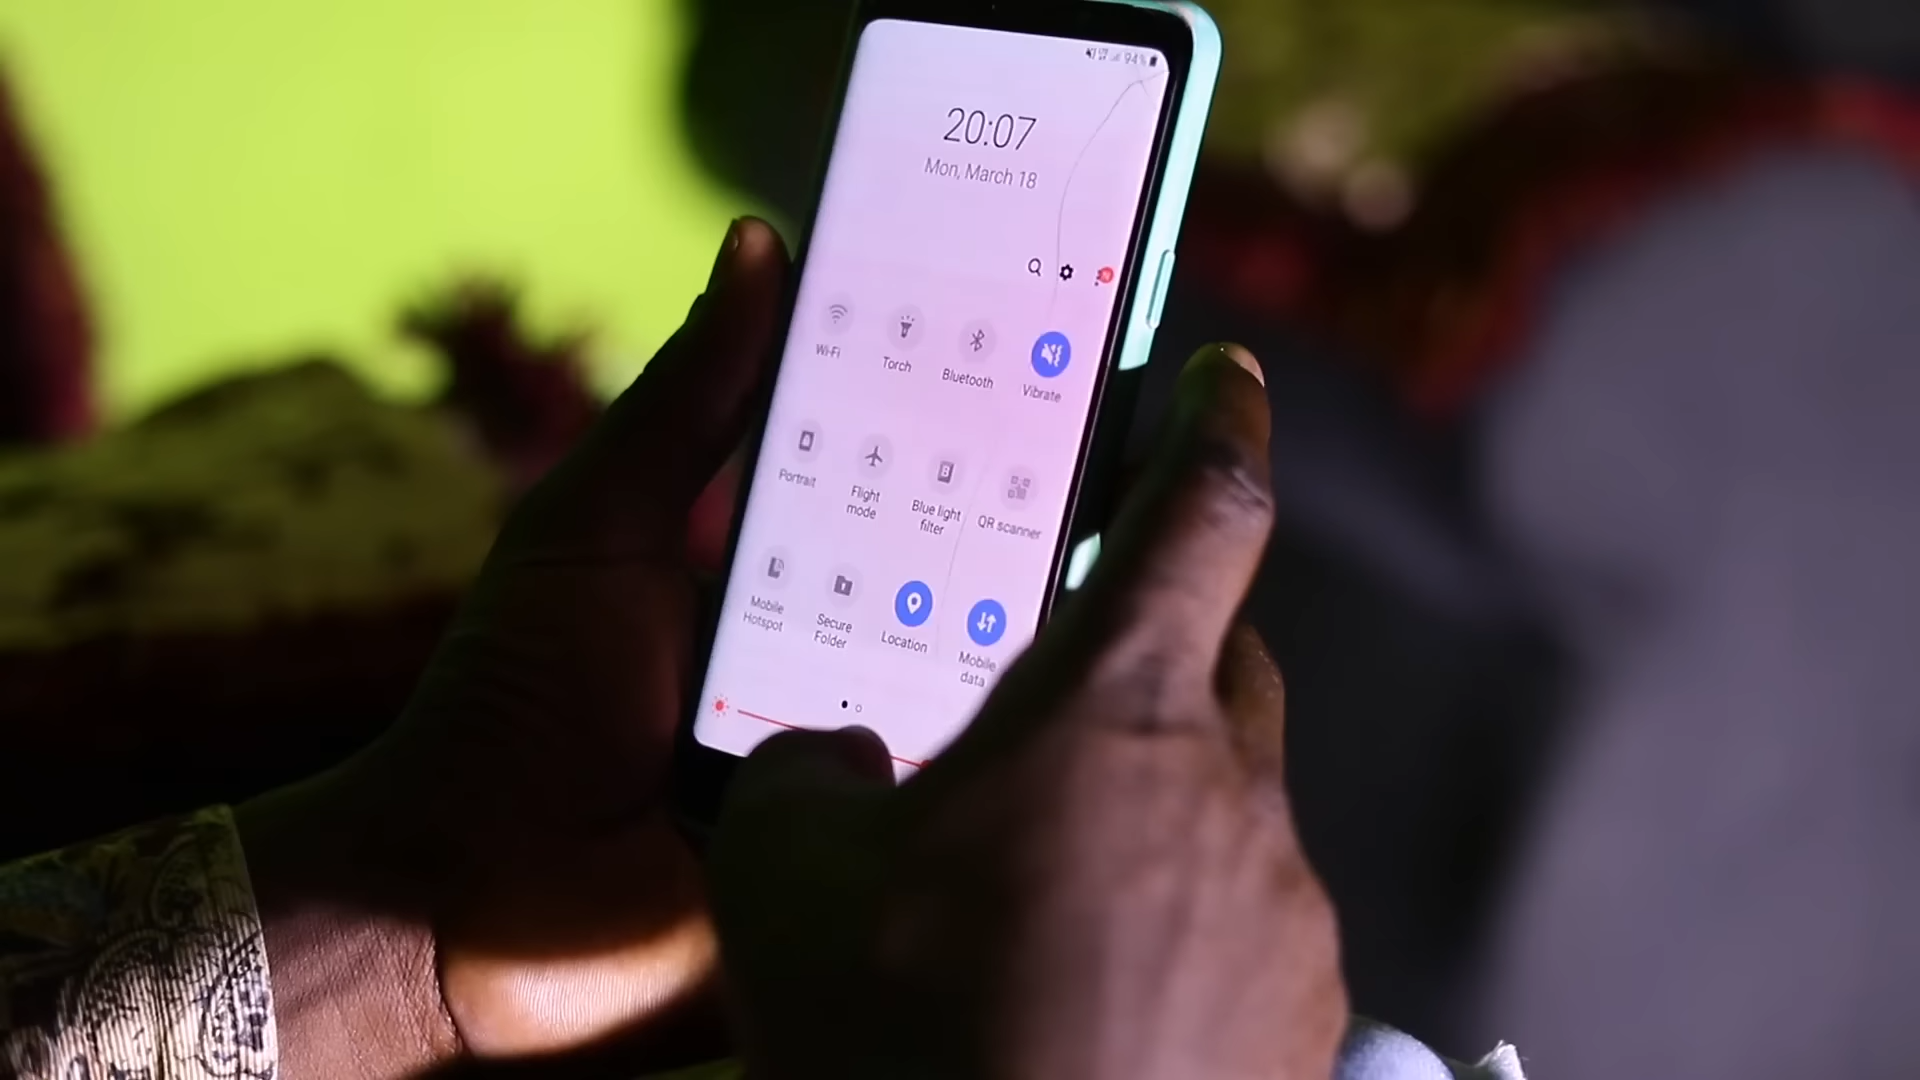 94%
20:07
Mon, March 18
Wi-Fi
Torch
Bluetooth
Vibrate
Portrait
Flight
mode
Blue light
filter
QR scanner
Mobile
Hotspot
Secure
Folder
Location
Mobile
data